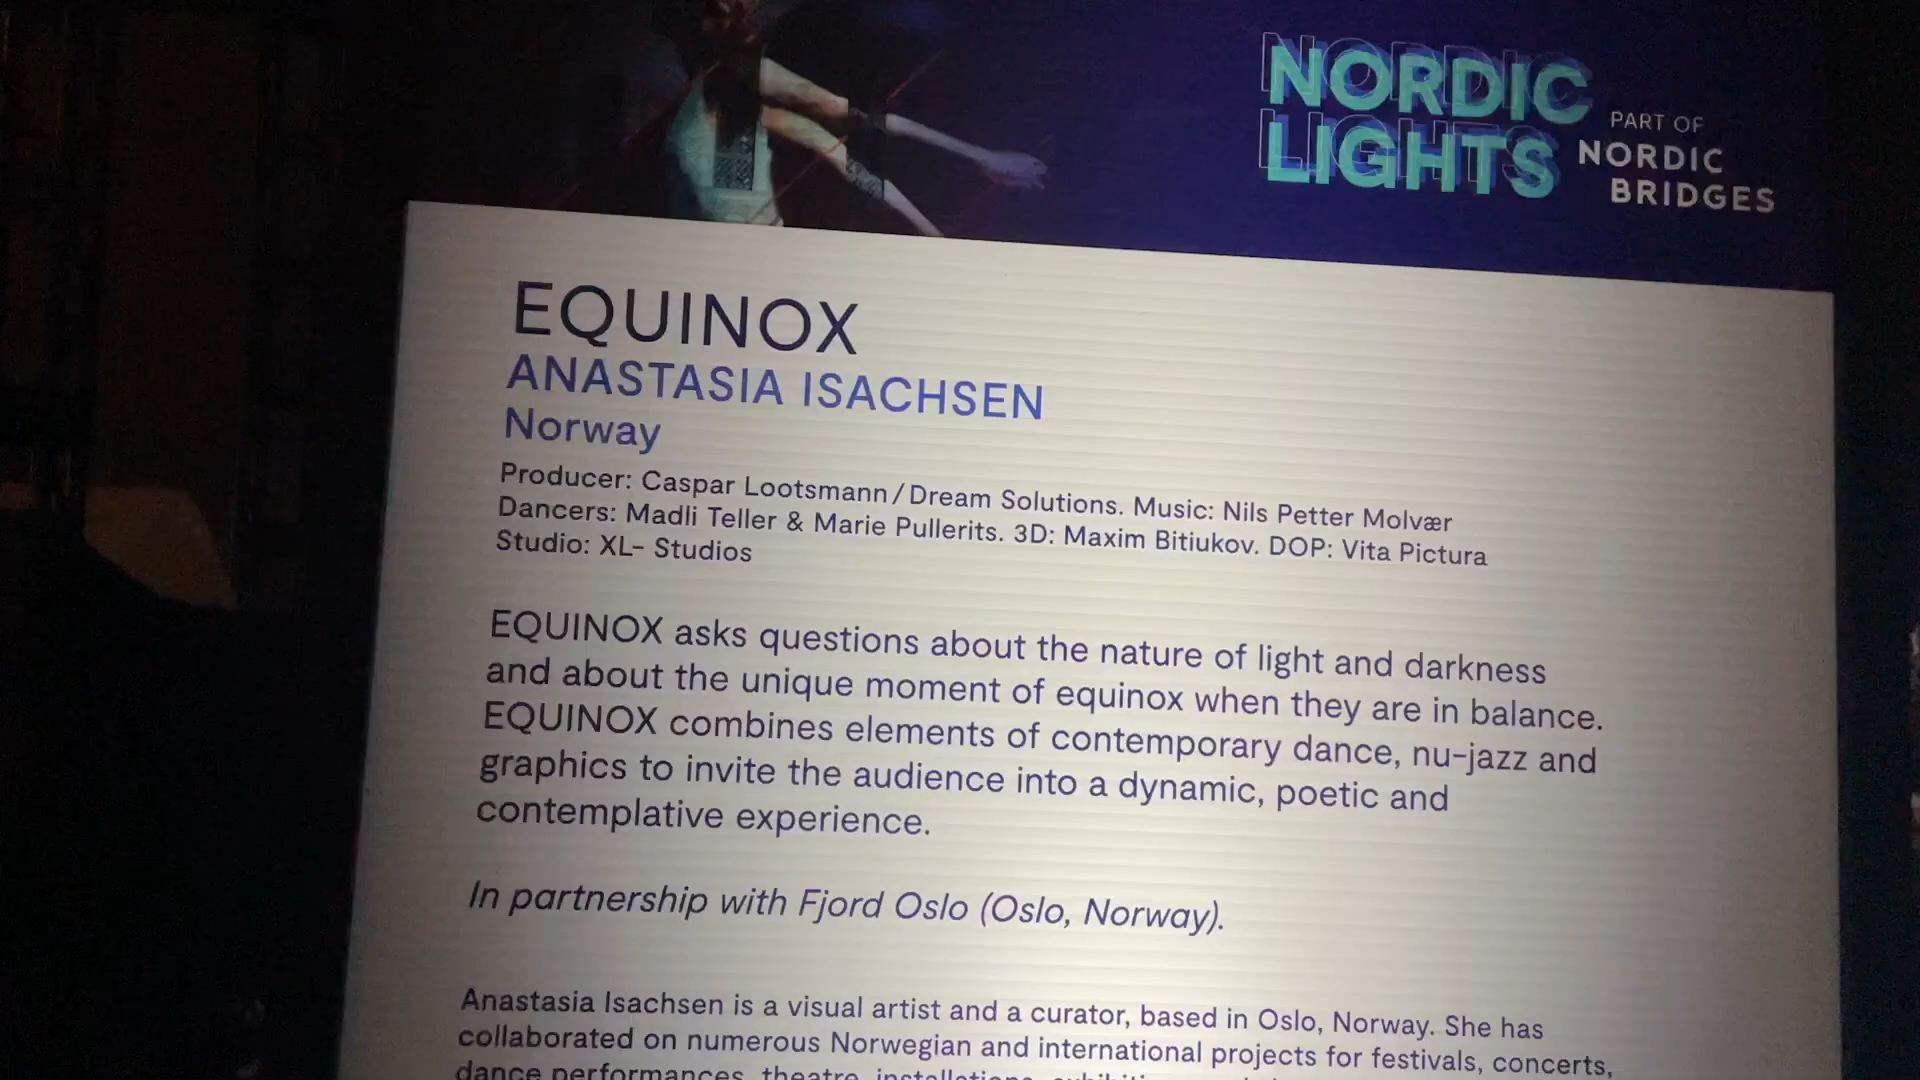 NORDIC
LIGHTS
PART OF
NORDIC
BRIDGES
EQUINOX
ANASTASIA ISACHSEN
Norway
Producer: Caspar Lootsmann/Dream Solutions. Music: Nils Petter Molvær
Dancers: Madli Teller & Marie Pullerits. 3D: Maxim Bitiukov. DOP: Vita Pictura
Studio: XL- Studios
EQUINOX asks questions about the nature of light and darkness
and about the unique moment of equinox when they are in balance.
EQUINOX combines elements of contemporary dance, nu-jazz and
graphics to invite the audience into a dynamic, poetic and
contemplative experience.
In partnership with Fjord Oslo (Oslo, Norway).
Anastasia Isachsen is a visual artist and a curator, based in Oslo, Norway. She has
collaborated on numerous Norwegian and international projects for festivals, concerts,
dance performances, theatre, installations,